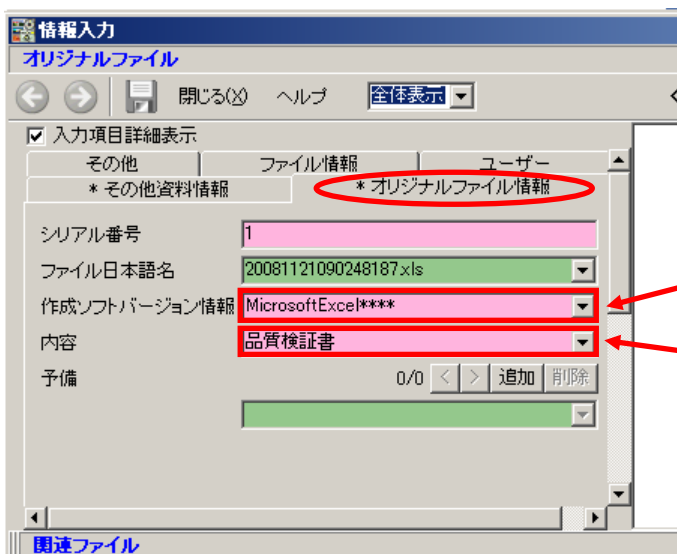 情報入力
オリジナルファイル
閉じる(X) ヘルプ 全体表示
入力項目詳細表示
その他 ファイル情報 ユーザー
* その他資料情報 * オリジナルファイル情報
シリアル番号 1
ファイル日本語名 20081121090248187.xls
作成ソフトバージョン情報 MicrosoftExcel****
内容 品質検証書
予備 0/0 < > 追加 削除
関連ファイル